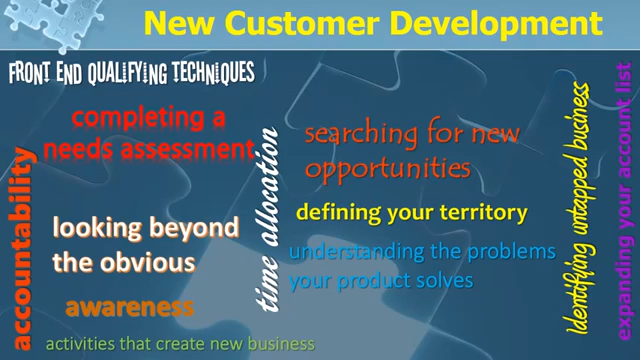 New Customer Development
FRONT END QUALIFYING TECHNIQUES
completing a
needs assessment
accountability
looking beyond
the obvious
awareness
activities that create new business
time allocation
searching for new
opportunities
defining your territory
understanding the problems
your product solves
Identifying untapped business
expanding your account list